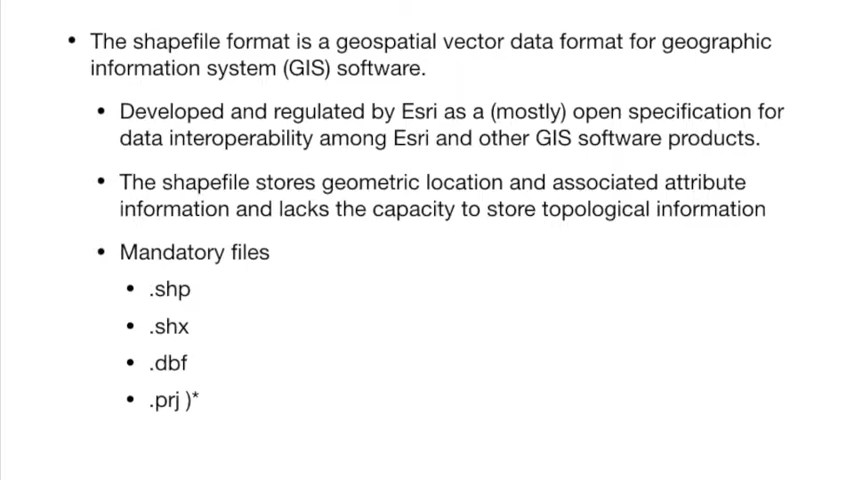 • The shapefile format is a geospatial vector data format for geographic
information system (GIS) software.
• Developed and regulated by Esri as a (mostly) open specification for
data interoperability among Esri and other GIS software products.
• The shapefile stores geometric location and associated attribute
information and lacks the capacity to store topological information
• Mandatory files
• .shp
• .shx
• .dbf
• .prj )*